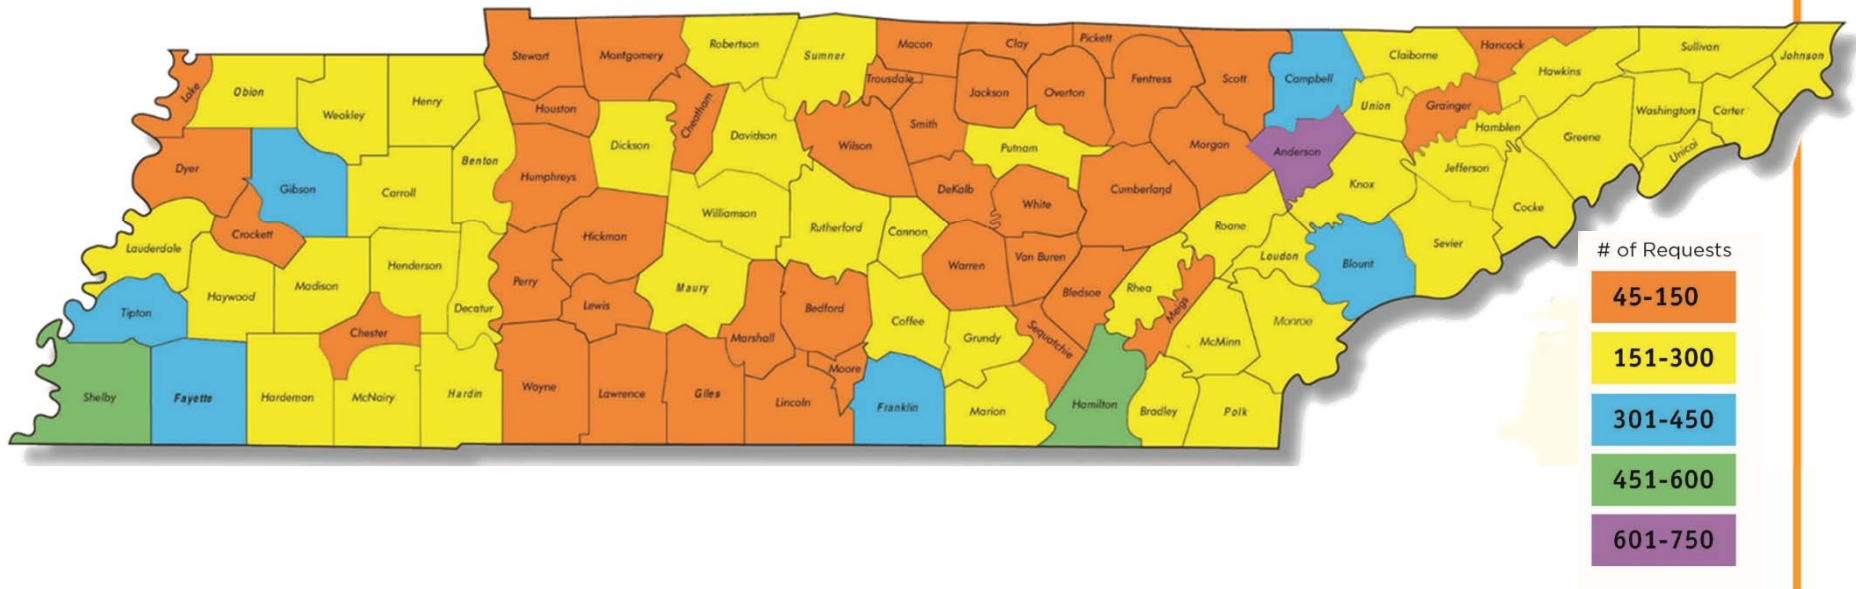 Stewart
Montgomery
Robertson
Sumner
Macon
Clay
Pickett
Scott
Campbell
Claiborne
Hancock
Hawkins
Sullivan
Johnson
Lake
Obion
Weakley
Henry
Houston
Cheatham
Trousdale
Jackson
Overton
Fentress
Union
Grainger
Hamblen
Washington
Carter
Dyer
Gibson
Carroll
Benton
Humphreys
Dickson
Davidson
Wilson
Smith
Putnam
Morgan
Anderson
Knox
Jefferson
Greene
Unicoi
Lauderdale
Crockett
Madison
Henderson
Decatur
Perry
Hickman
Williamson
Rutherford
Cannon
DeKalb
White
Cumberland
Roane
Loudon
Blount
Sevier
Cocke
Tipton
Haywood
Chester
Lewis
Maury
Marshall
Bedford
Coffee
Warren
Van Buren
Bledsoe
Rhea
Meigs
McMinn
Monroe
Shelby
Fayette
Hardeman
McNairy
Hardin
Wayne
Lawrence
Giles
Lincoln
Moore
Franklin
Grundy
Sequatchie
Marion
Hamilton
Bradley
Polk
# of Requests
45-150
151-300
301-450
451-600
601-750